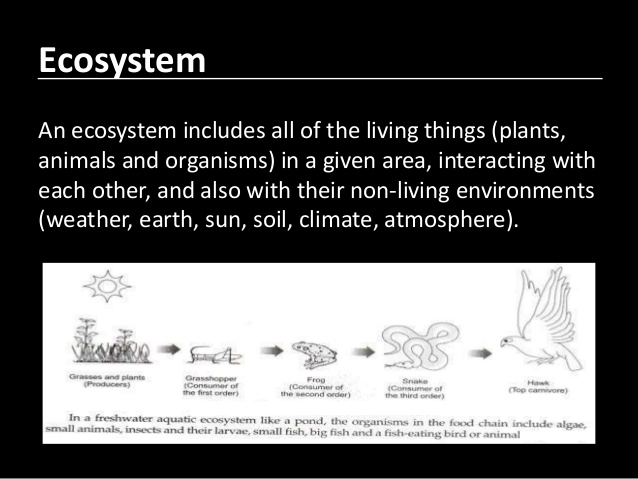 Ecosystem
An ecosystem includes all of the living things (plants,
animals and organisms) in a given area, interacting with
each other, and also with their non-living environments
(weather, earth, sun, soil, climate, atmosphere).
Grasses and plants
(Producers)
Grasshopper
(Consumer of
the first order)
Frog
(Consumer of
the second order)
Snake
(Consumer of
the third order)
Hawk
(Top carnivore)
In a freshwater aquatic ecosystem like a pond, the organisms in the food chain include algae,
small animals, insects and their larvae, small fish, big fish and a fish-eating bird or animal